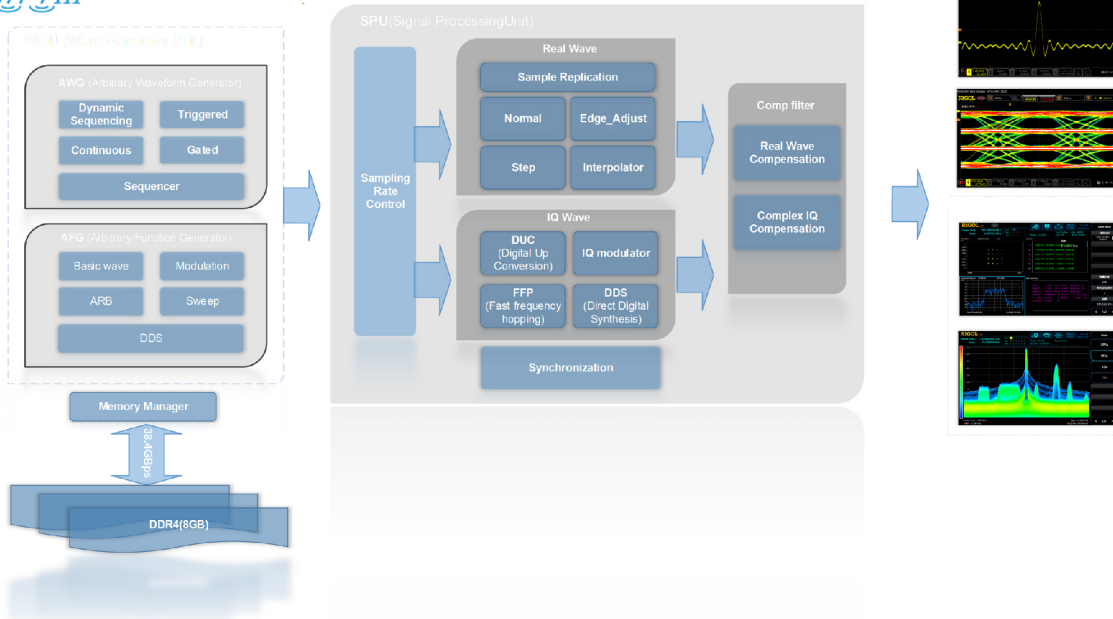 SPU(Signal ProcessingUnit)
AWG (Arbitrary Waveform Generator)
Dynamic
Sequencing
Triggered
Continuous
Gated
Sequencer
AFG (Arbitrary/Function Generator)
Basic wave
Modulation
ARB
Sweep
DDS
Memory Manager
38.4GBps
DDR4(8GB)
Sampling
Rate
Control
Real Wave
Sample Replication
Normal
Edge_Adjust
Step
Interpolator
IQ Wave
DUC
(Digital Up
Conversion)
IQ modulator
FFP
(Fast frequency
hopping)
DDS
(Direct Digital
Synthesis)
Synchronization
Comp filter
Real Wave
Compensation
Complex IQ
Compensation
RIGOL
RIGOL
RIGOL